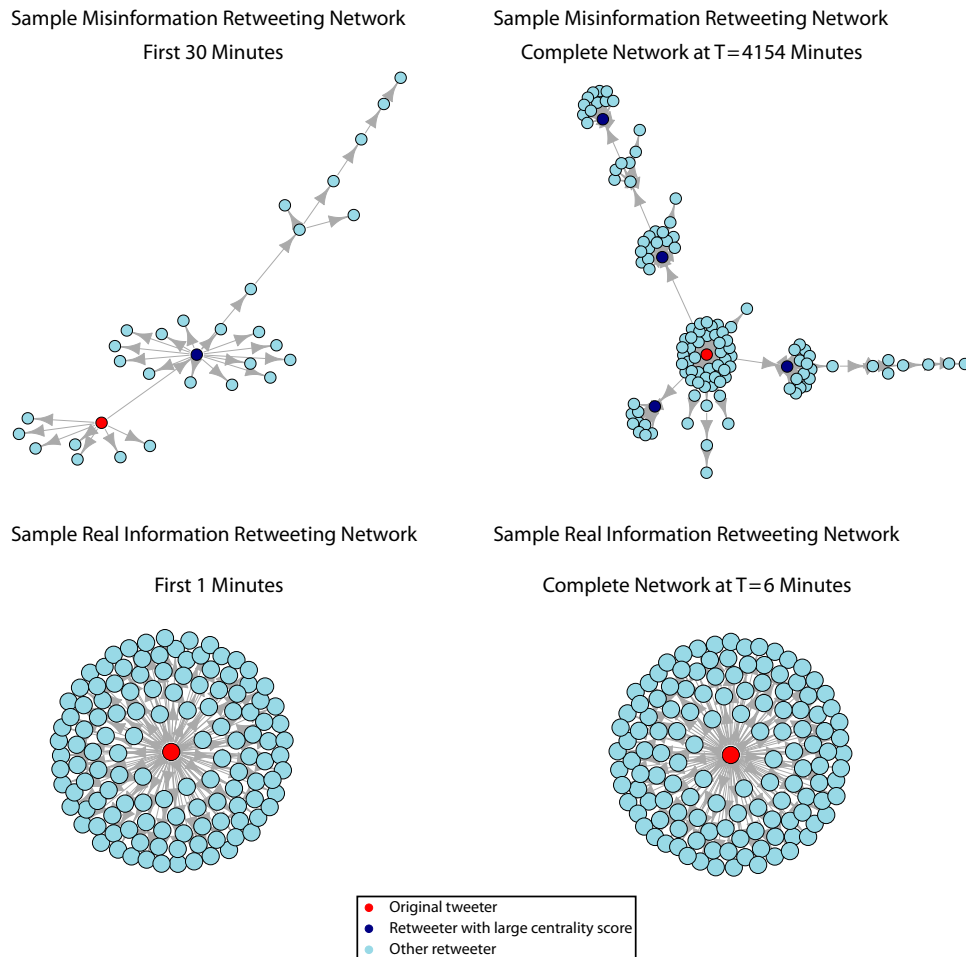 Sample Misinformation Retweeting Network
First 30 Minutes
Sample Misinformation Retweeting Network
Complete Network at T=4154 Minutes
Sample Real Information Retweeting Network
First 1 Minutes
Sample Real Information Retweeting Network
Complete Network at T=6 Minutes
Original tweeter
Retweeter with large centrality score
Other retweeter